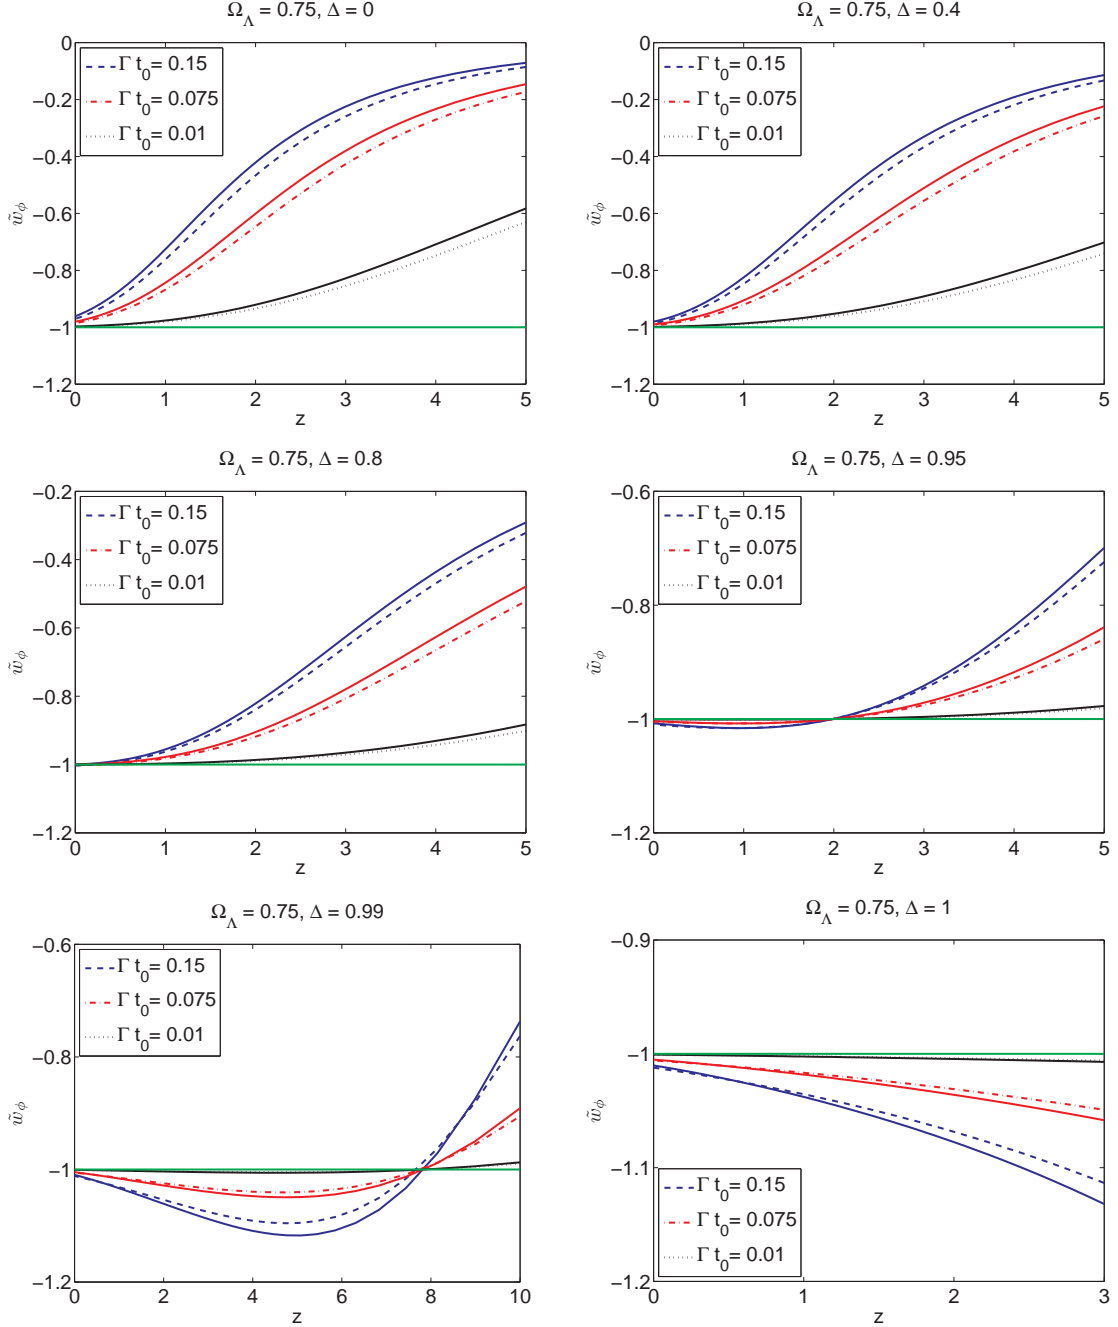 Ω_Λ = 0.75, Δ = 0
0
−0.2
−0.4
−0.6
−0.8
−1
−1.2
w̃_φ
Γ t_0= 0.15
Γ t_0= 0.075
Γ t_0= 0.01
0 1 2 3 4 5
z
Ω_Λ = 0.75, Δ = 0.4
0
−0.2
−0.4
−0.6
−0.8
−1
−1.2
w̃_φ
Γ t_0= 0.15
Γ t_0= 0.075
Γ t_0= 0.01
0 1 2 3 4 5
z
Ω_Λ = 0.75, Δ = 0.8
−0.2
−0.4
−0.6
−0.8
−1
−1.2
w̃_φ
Γ t_0= 0.15
Γ t_0= 0.075
Γ t_0= 0.01
0 1 2 3 4 5
z
Ω_Λ = 0.75, Δ = 0.95
−0.6
−0.8
−1
−1.2
w̃_φ
Γ t_0= 0.15
Γ t_0= 0.075
Γ t_0= 0.01
0 1 2 3 4 5
z
Ω_Λ = 0.75, Δ = 0.99
−0.6
−0.8
−1
−1.2
w̃_φ
Γ t_0= 0.15
Γ t_0= 0.075
Γ t_0= 0.01
0 2 4 6 8 10
z
Ω_Λ = 0.75, Δ = 1
−0.9
−1
−1.1
−1.2
w̃_φ
Γ t_0= 0.15
Γ t_0= 0.075
Γ t_0= 0.01
0 1 2 3
z